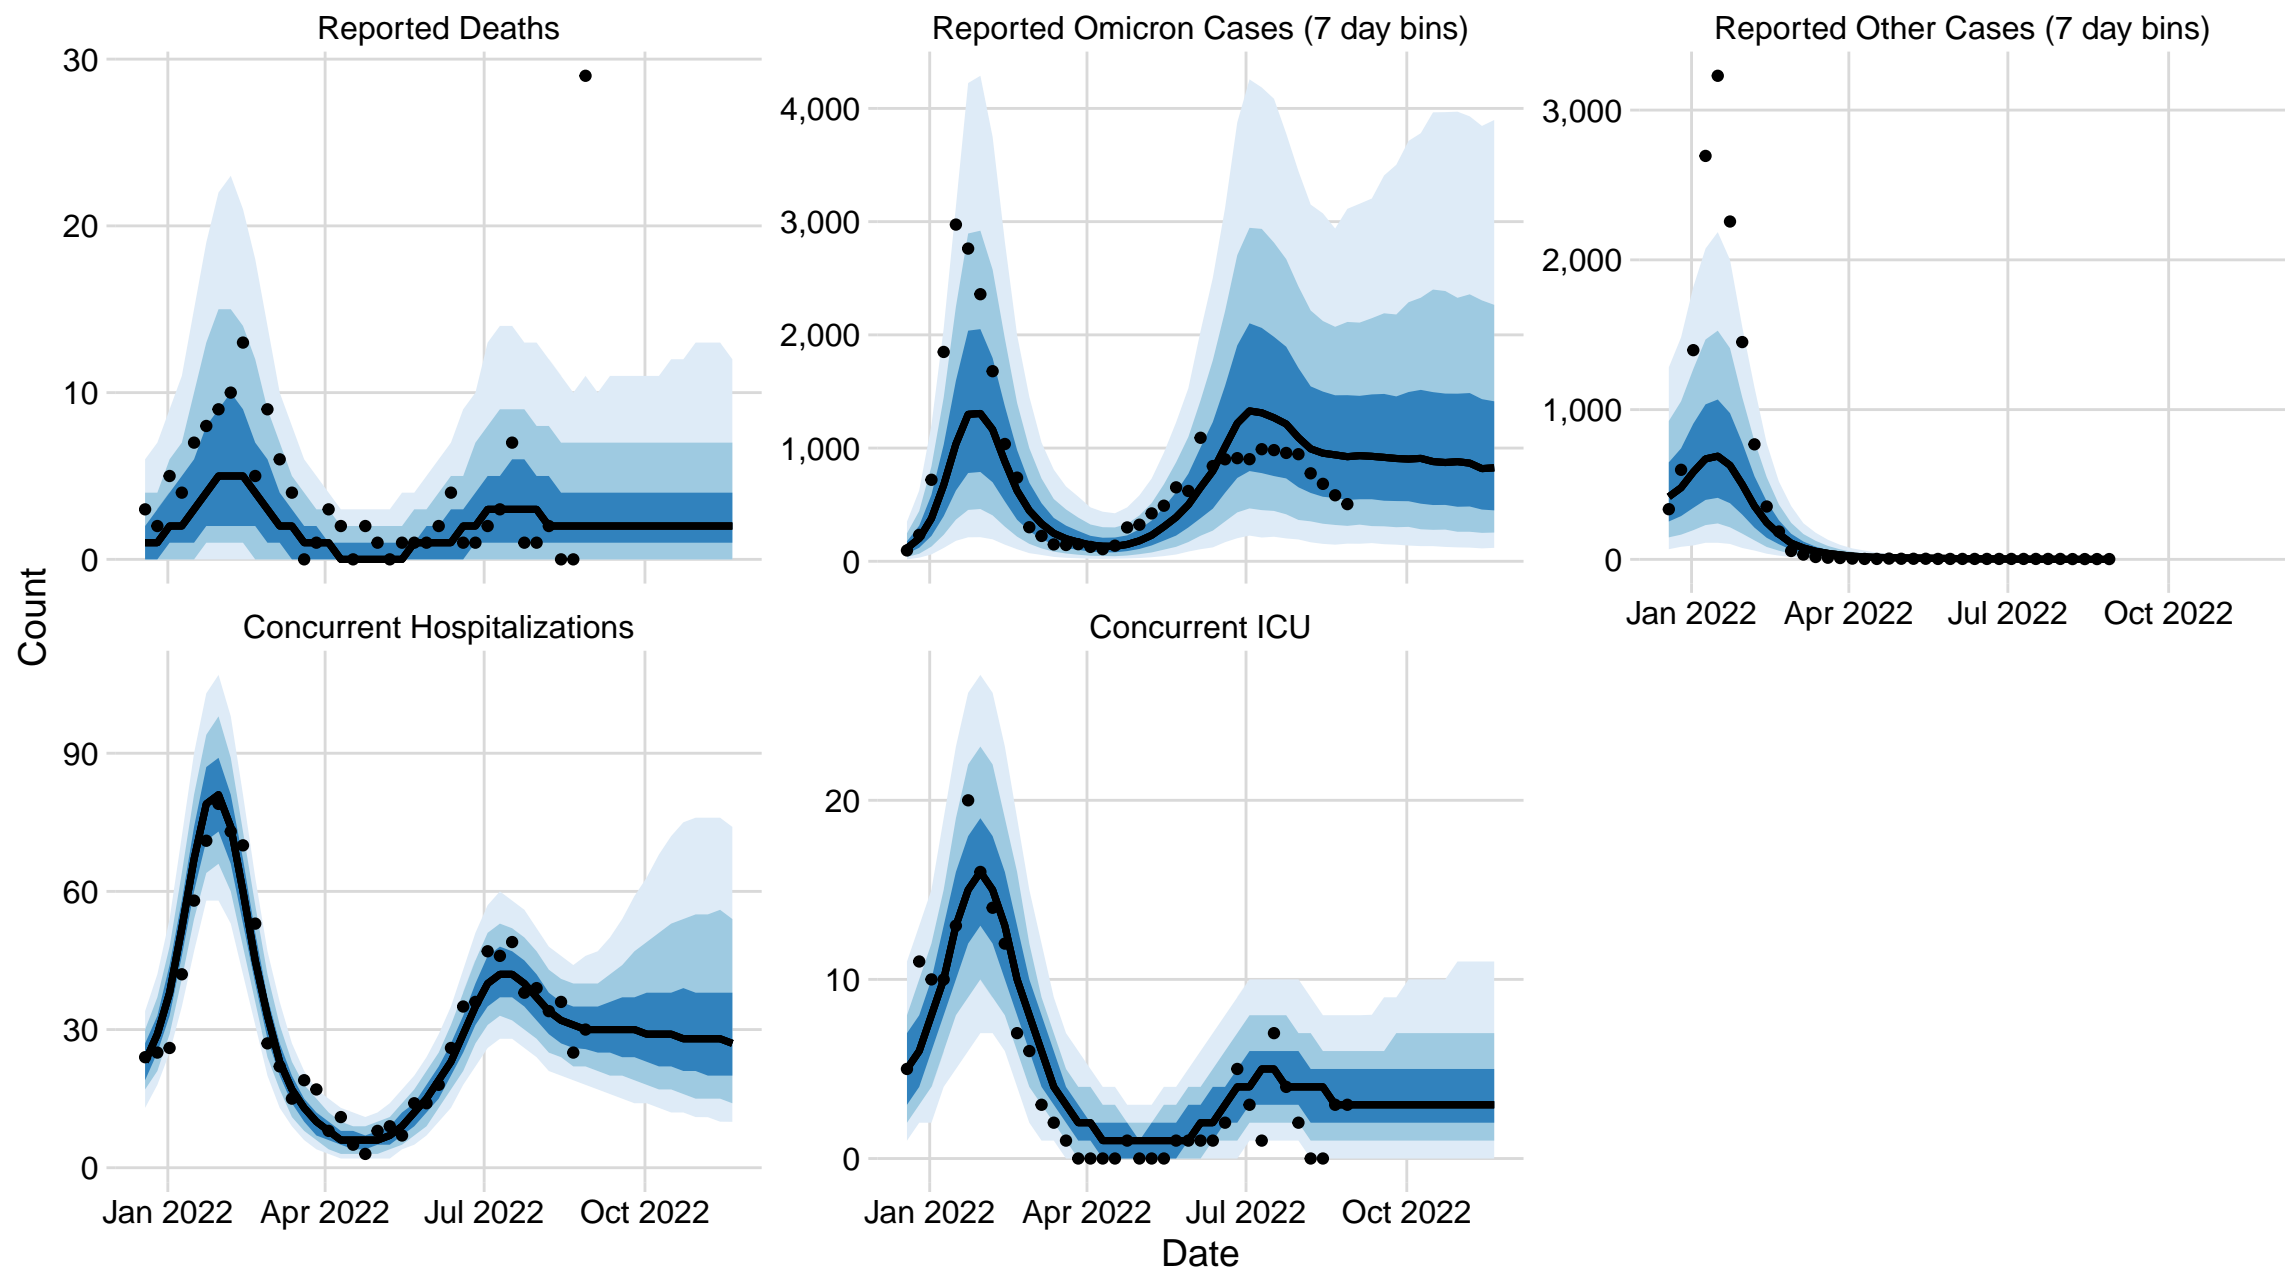 Reported Deaths
Reported Omicron Cases (7 day bins)
Reported Other Cases (7 day bins)
30
20
10
0
4,000
3,000
2,000
1,000
0
3,000
2,000
1,000
0
Jan 2022 Apr 2022 Jul 2022 Oct 2022
Count
Concurrent Hospitalizations
Concurrent ICU
90
60
30
0
20
10
0
Jan 2022 Apr 2022 Jul 2022 Oct 2022
Jan 2022 Apr 2022 Jul 2022 Oct 2022
Date